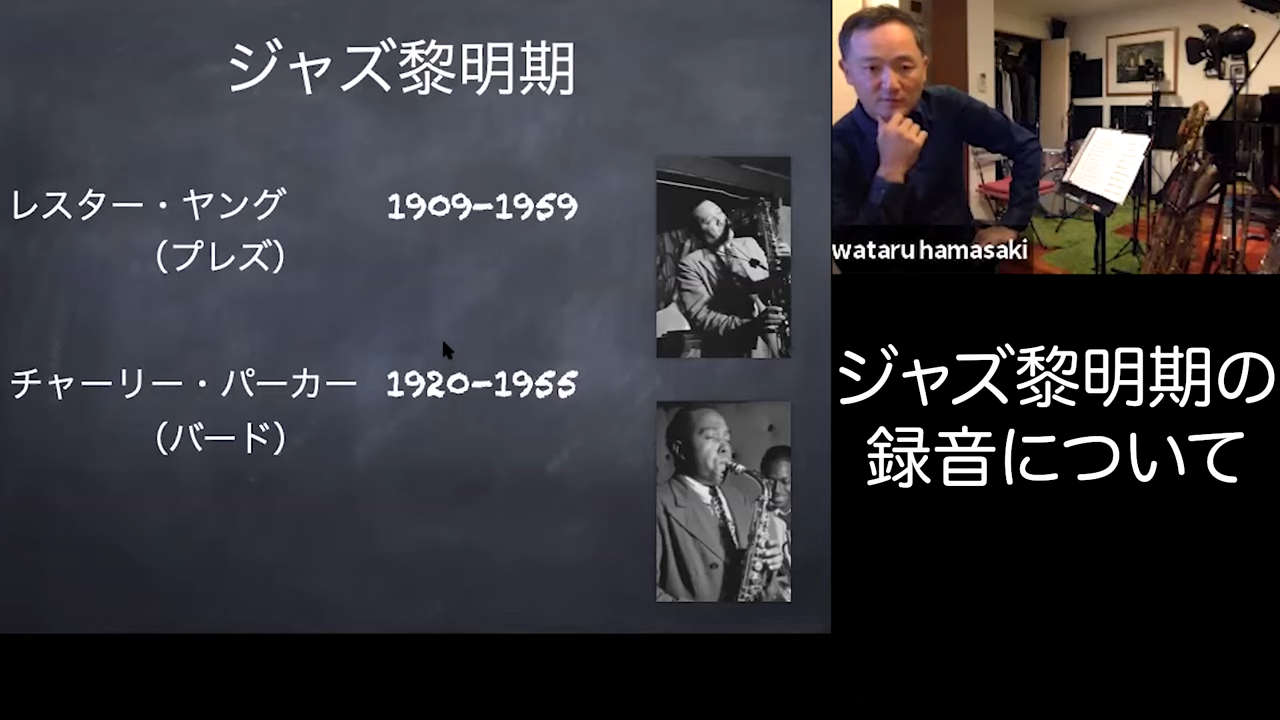 ジャズ黎明期
レスター・ヤング 1909-1959
（プレズ）
チャーリー・パーカー 1920-1955
（バード）
wataru hamasaki
ジャズ黎明期の
録音について